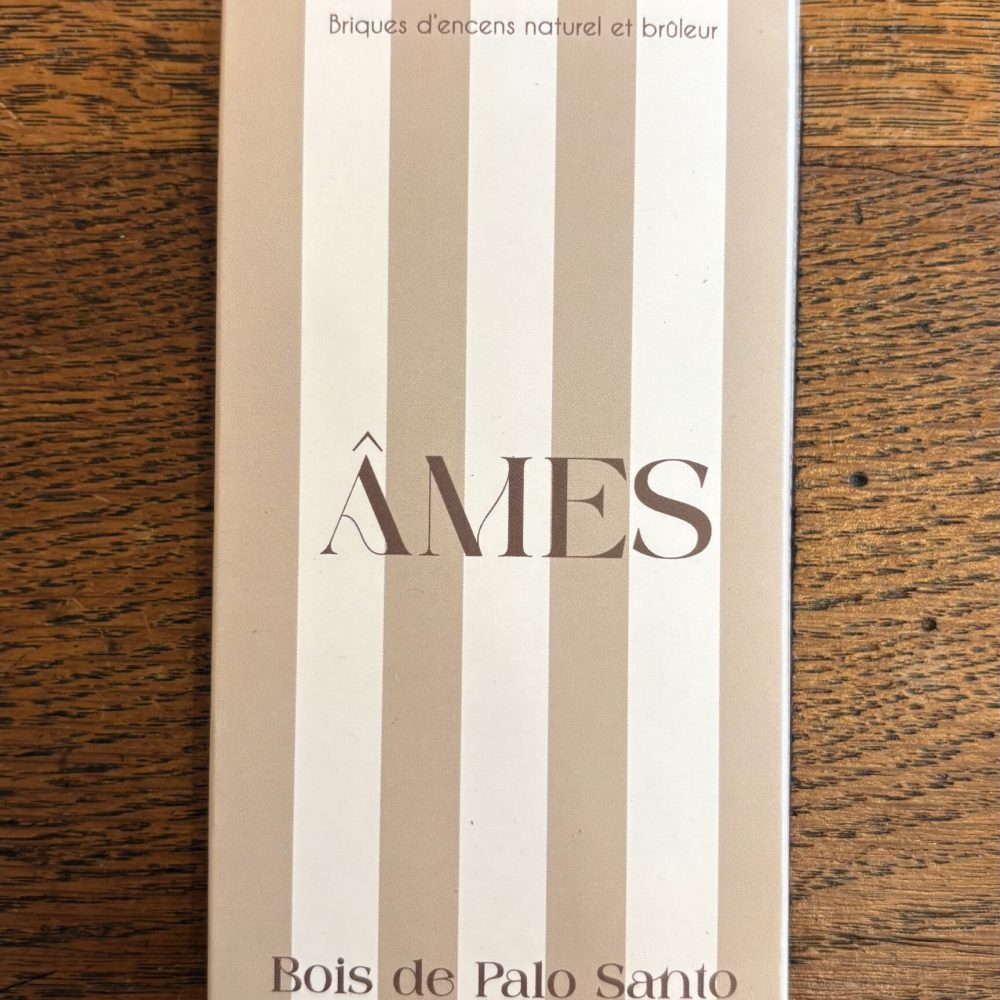 Briques d'encens naturel et brûleur
ÂMES
Bois de Palo Santo